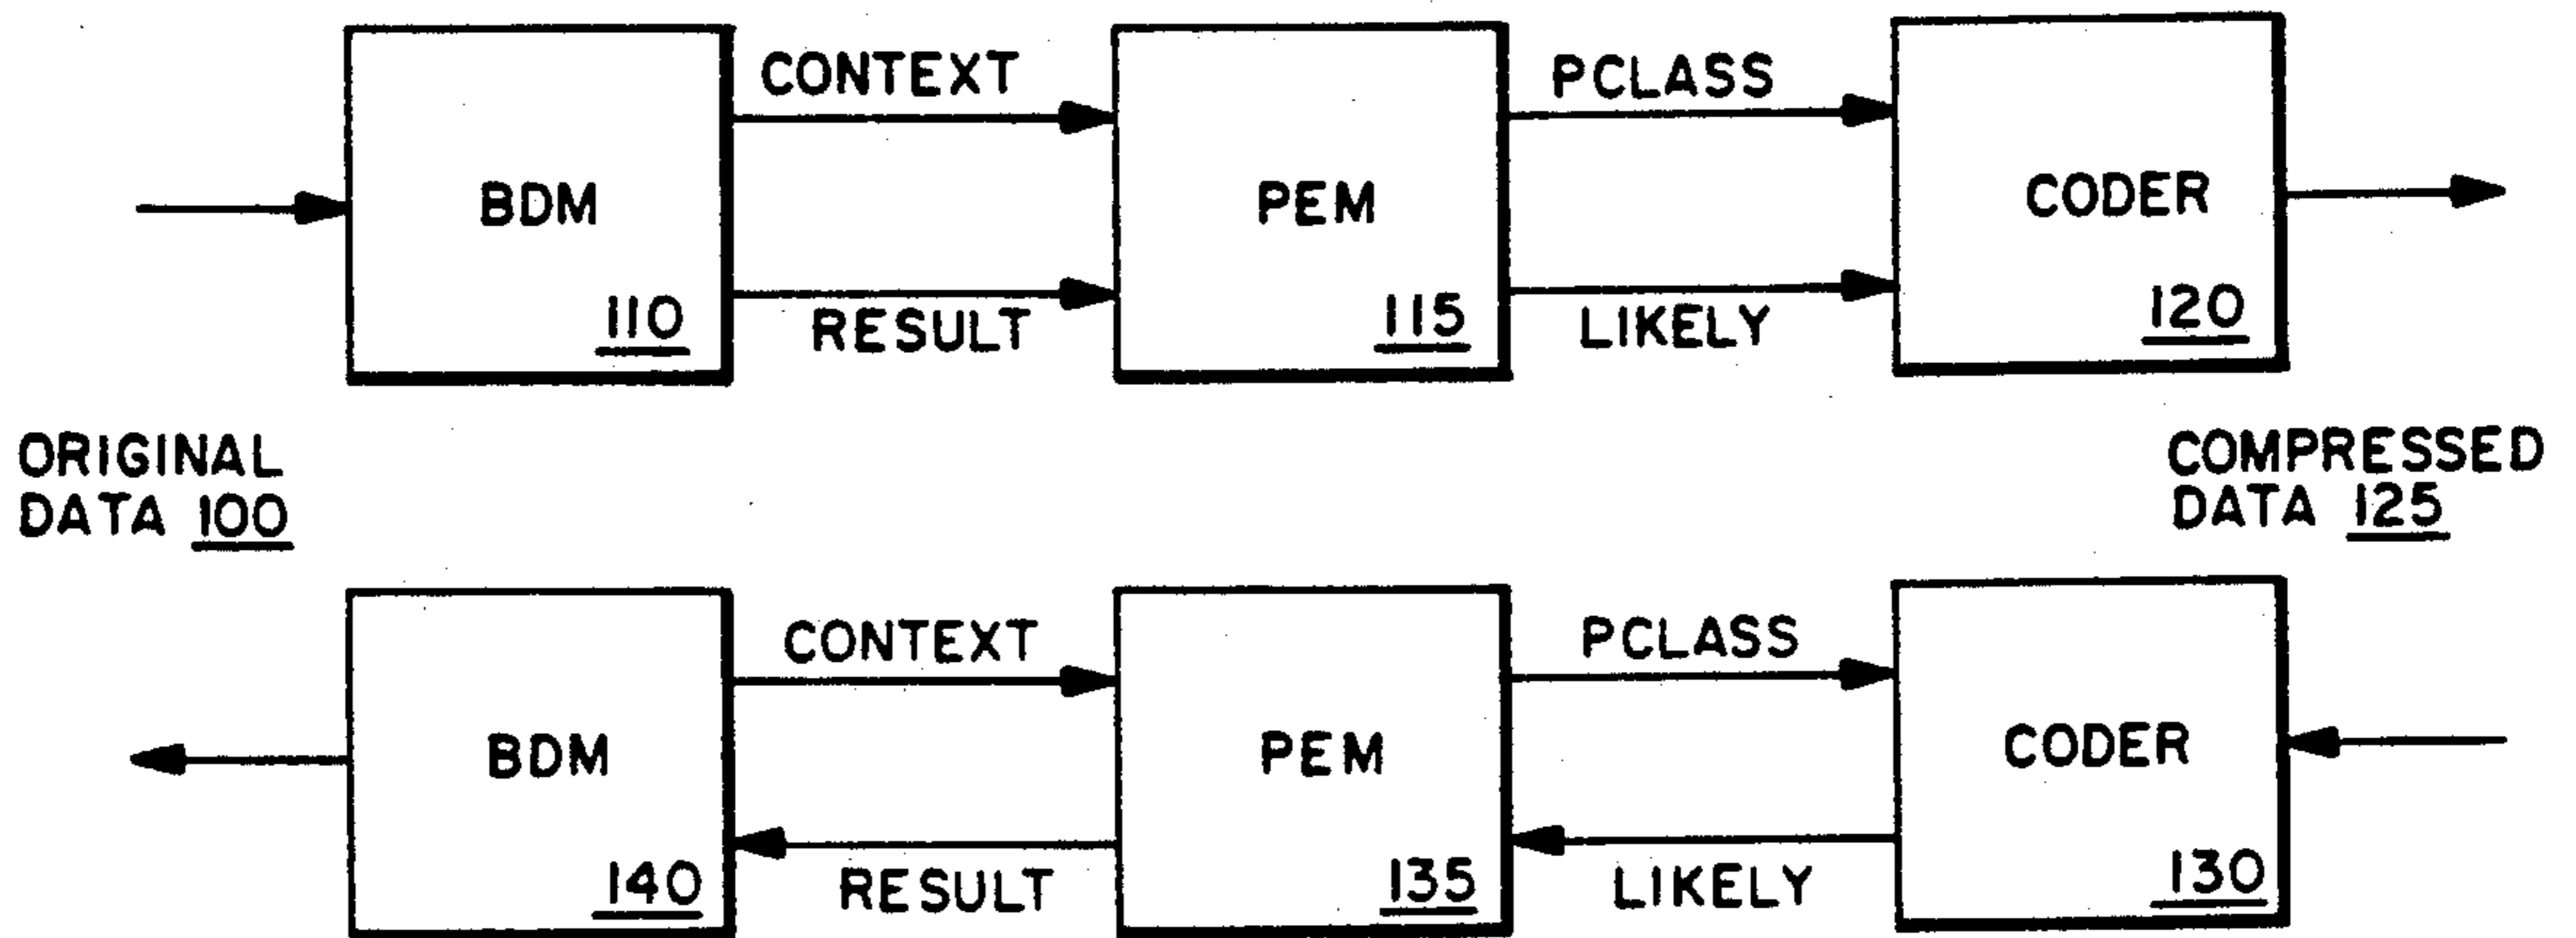 CONTEXT
PCLASS
BDM
PEM
CODER
110
RESULT
115
LIKELY
120
ORIGINAL
DATA 100
COMPRESSED
DATA 125
CONTEXT
PCLASS
BDM
PEM
CODER
140
RESULT
135
LIKELY
130